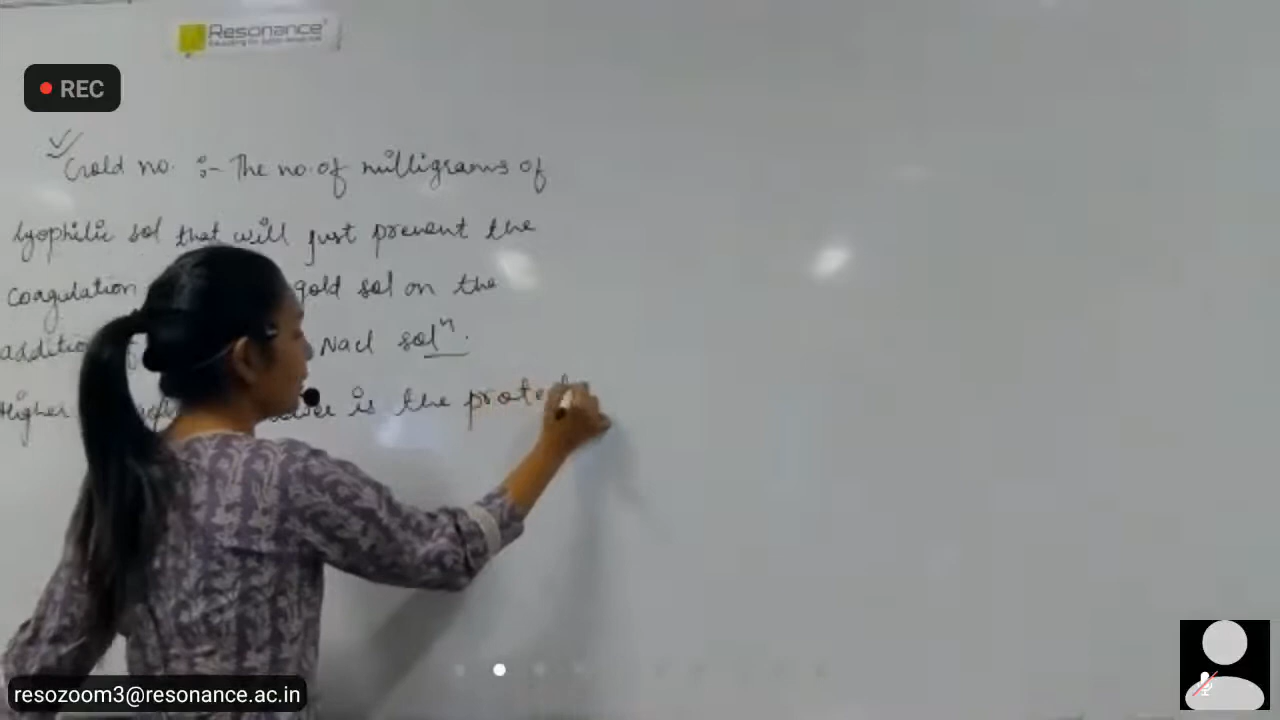 Resonance
REC
Gold no. :- The no. of milligrams of
lyophilic sol that will just prevent the
coagulation gold sol on the
addition NaCl solⁿ.
Higher is the protect
resozoom3@resonance.ac.in